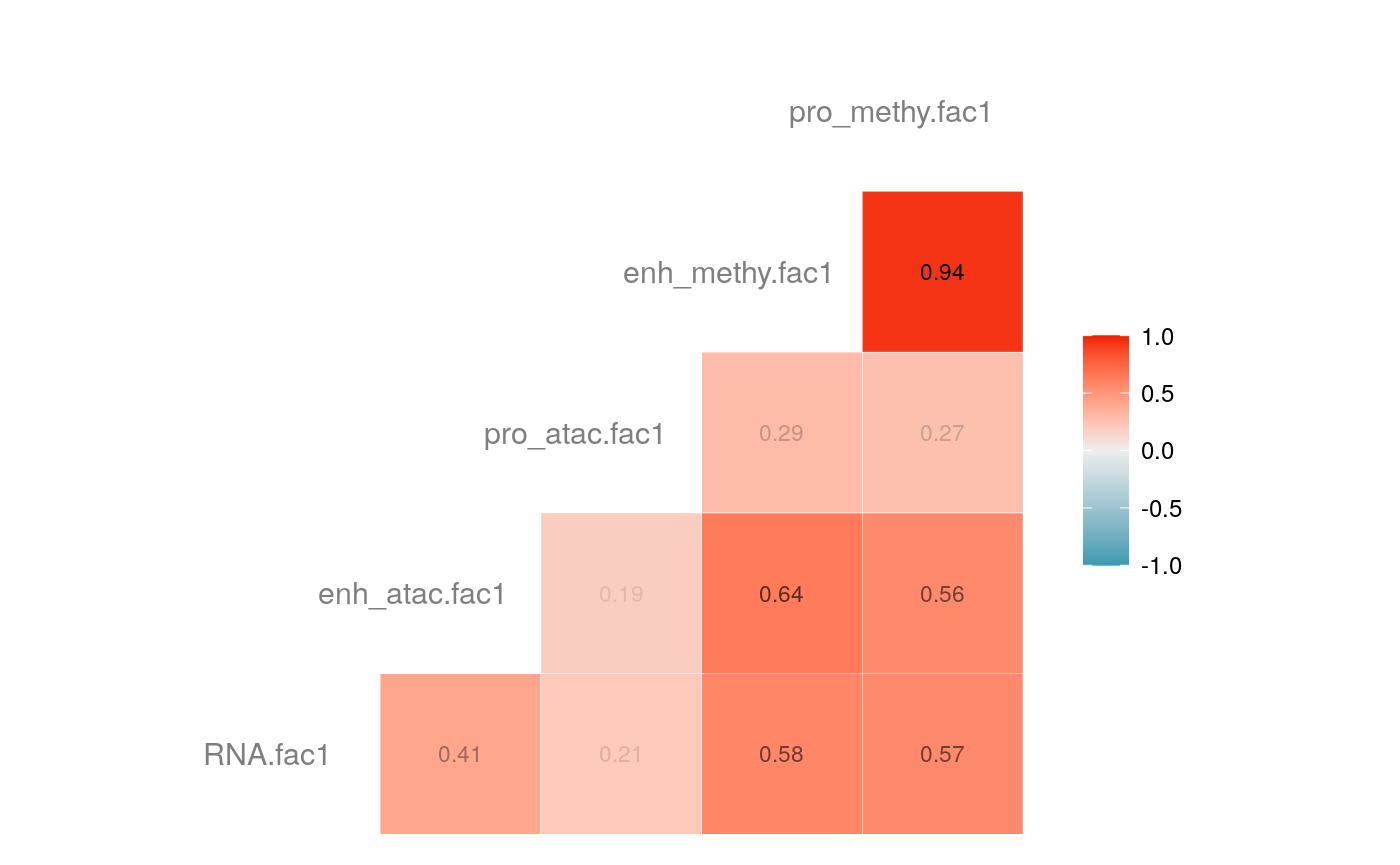 pro_methy.fac1
enh_methy.fac1 0.94
pro_atac.fac1 0.29 0.27
enh_atac.fac1 0.19 0.64 0.56
RNA.fac1 0.41 0.21 0.58 0.57
1.0
0.5
0.0
-0.5
-1.0